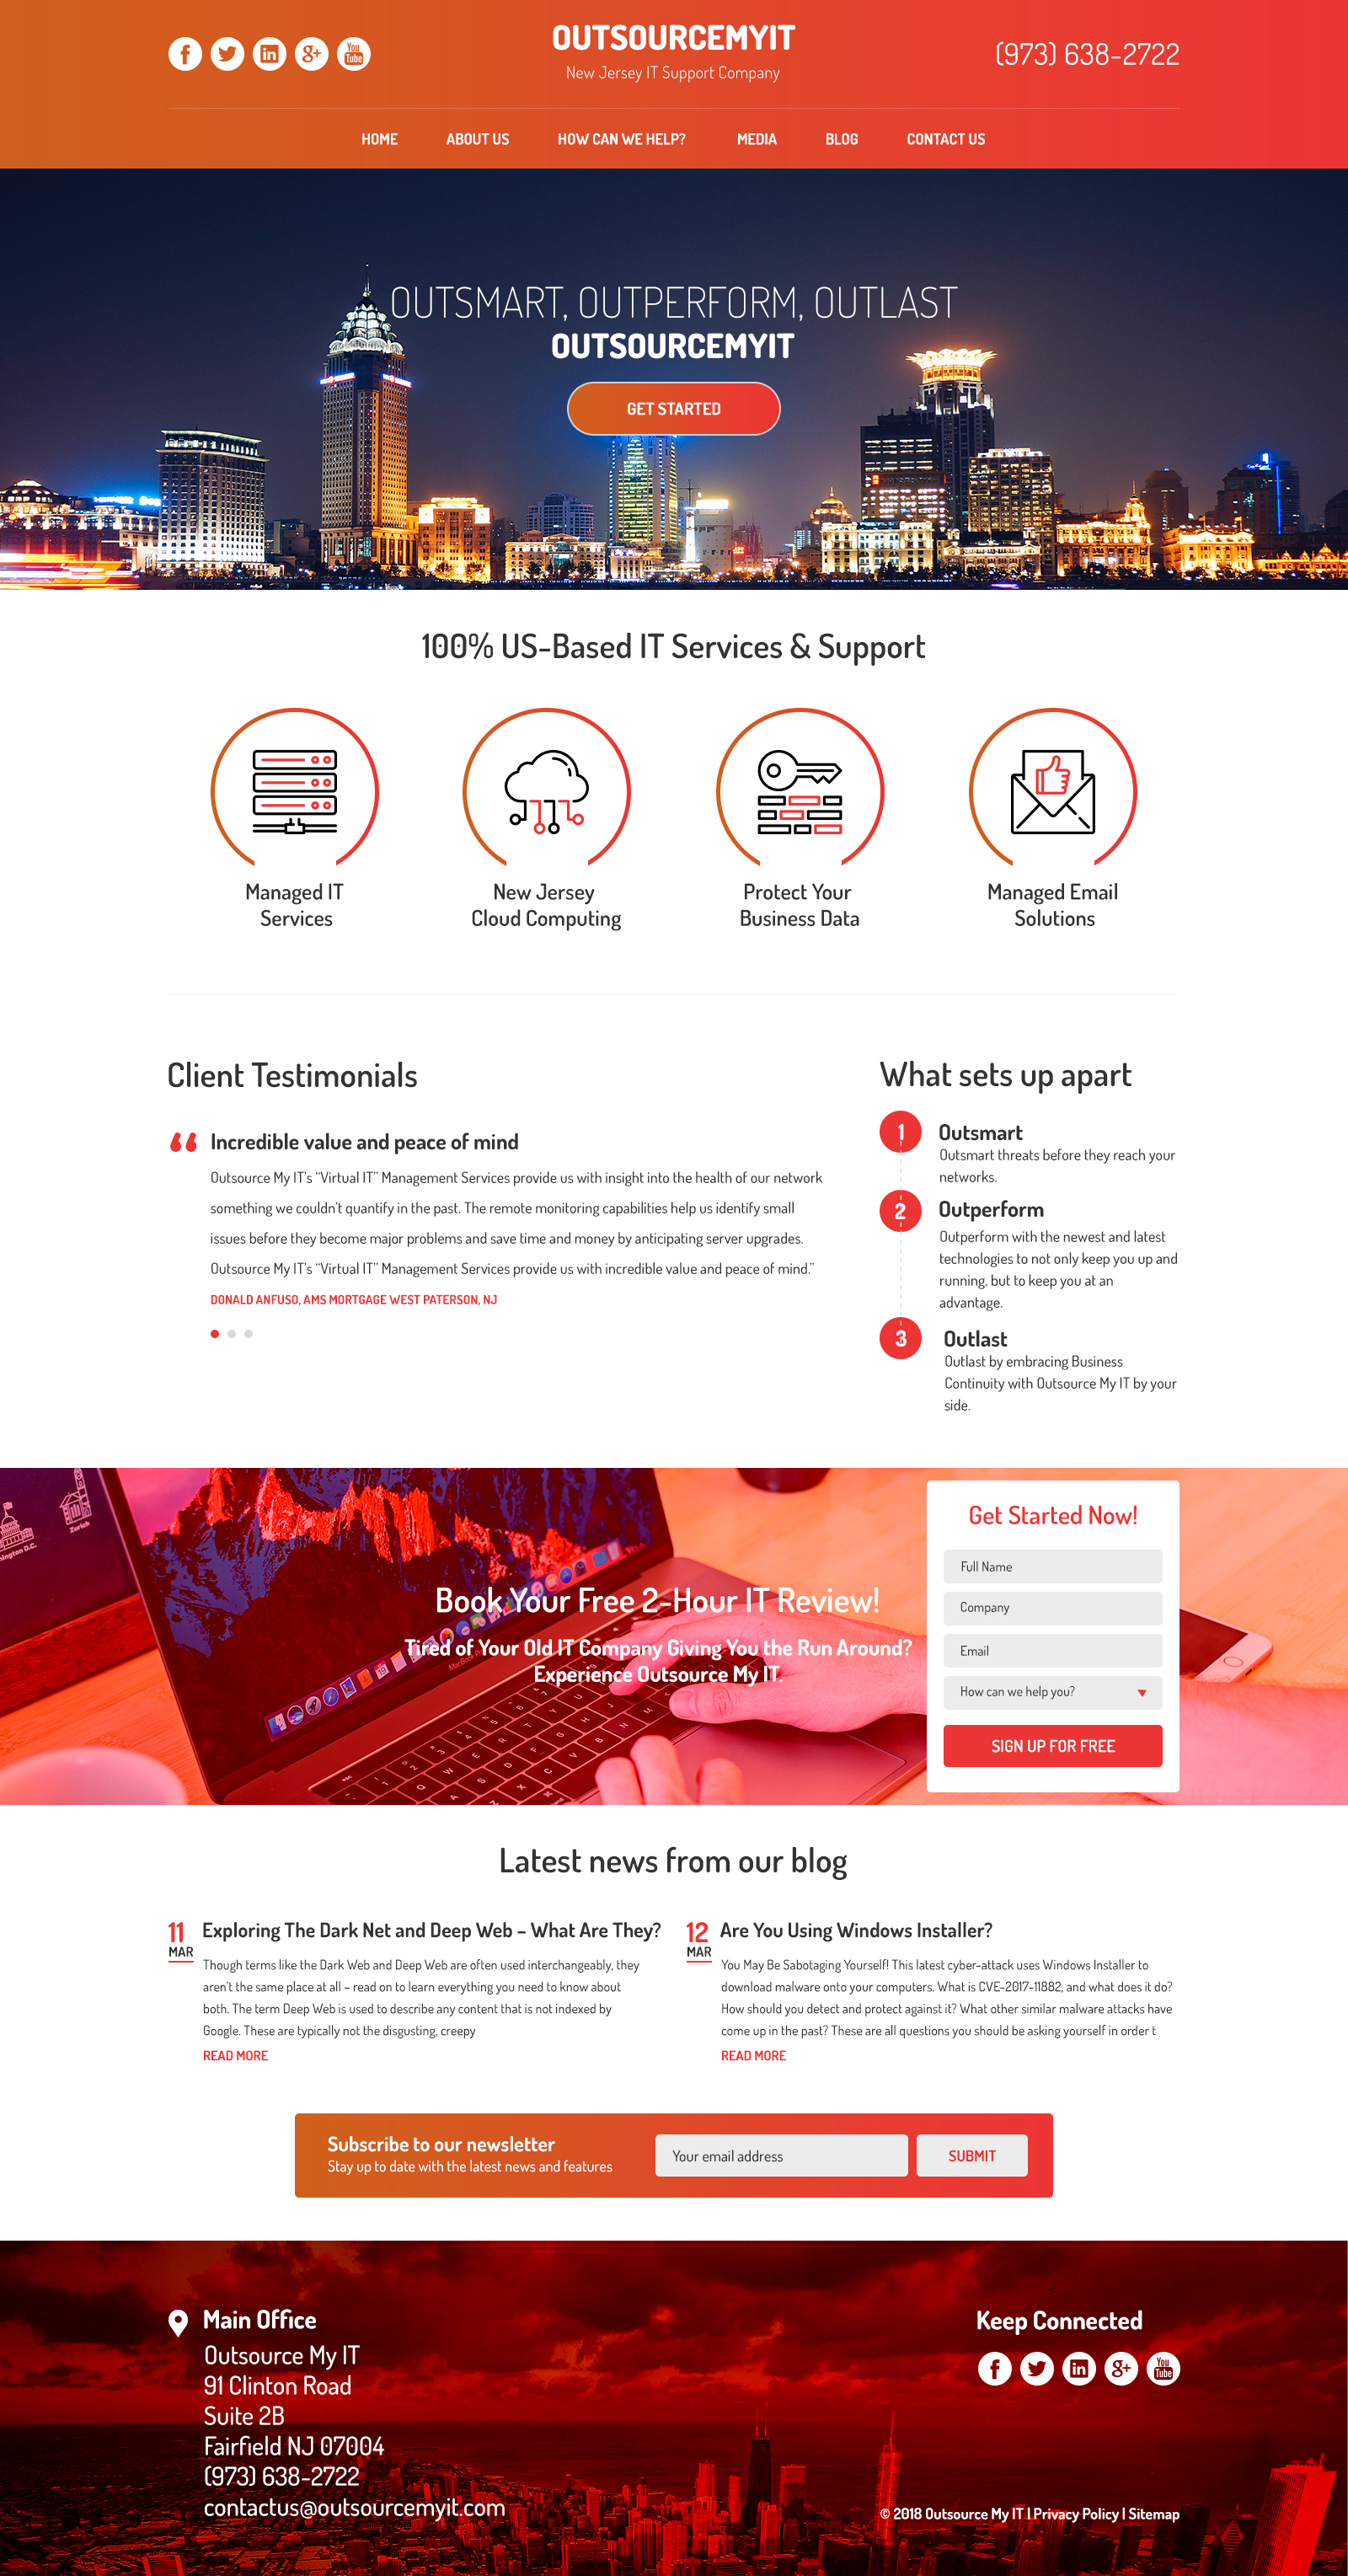 OUTSOURCEMYIT
New Jersey IT Support Company
(973) 638-2722
HOME ABOUT US HOW CAN WE HELP? MEDIA BLOG CONTACT US
OUTSMART, OUTPERFORM, OUTLAST
OUTSOURCEMYIT
GET STARTED
100% US-Based IT Services & Support
Managed IT
Services
New Jersey
Cloud Computing
Protect Your
Business Data
Managed Email
Solutions
Client Testimonials
Incredible value and peace of mind
Outsource My IT's “Virtual IT” Management Services provide us with insight into the health of our network
something we couldn't quantify in the past. The remote monitoring capabilities help us identify small
issues before they become major problems and save time and money by anticipating server upgrades.
Outsource My IT's “Virtual IT” Management Services provide us with incredible value and peace of mind.”
DONALD ANFUSO, AMS MORTGAGE WEST PATERSON, NJ
What sets up apart
1
Outsmart
Outsmart threats before they reach your
networks.
2
Outperform
Outperform with the newest and latest
technologies to not only keep you up and
running, but to keep you at an
advantage.
3
Outlast
Outlast by embracing Business
Continuity with Outsource My IT by your
side.
Zurich
ington D.C.
Book Your Free 2-Hour IT Review!
Tired of Your Old IT Company Giving You the Run Around?
Experience Outsource My IT.
Get Started Now!
Full Name
Company
Email
How can we help you?
SIGN UP FOR FREE
Latest news from our blog
11
MAR
Exploring The Dark Net and Deep Web – What Are They?
Though terms like the Dark Web and Deep Web are often used interchangeably, they
aren't the same place at all – read on to learn everything you need to know about
both. The term Deep Web is used to describe any content that is not indexed by
Google. These are typically not the disgusting, creepy
READ MORE
12
MAR
Are You Using Windows Installer?
You May Be Sabotaging Yourself! This latest cyber-attack uses Windows Installer to
download malware onto your computers. What is CVE-2017-11882, and what does it do?
How should you detect and protect against it? What other similar malware attacks have
come up in the past? These are all questions you should be asking yourself in order t
READ MORE
Subscribe to our newsletter
Stay up to date with the latest news and features
Your email address
SUBMIT
Main Office
Outsource My IT
91 Clinton Road
Suite 2B
Fairfield NJ 07004
(973) 638-2722
contactus@outsourcemyit.com
Keep Connected
You
Tube
© 2018 Outsource My IT | Privacy Policy | Sitemap